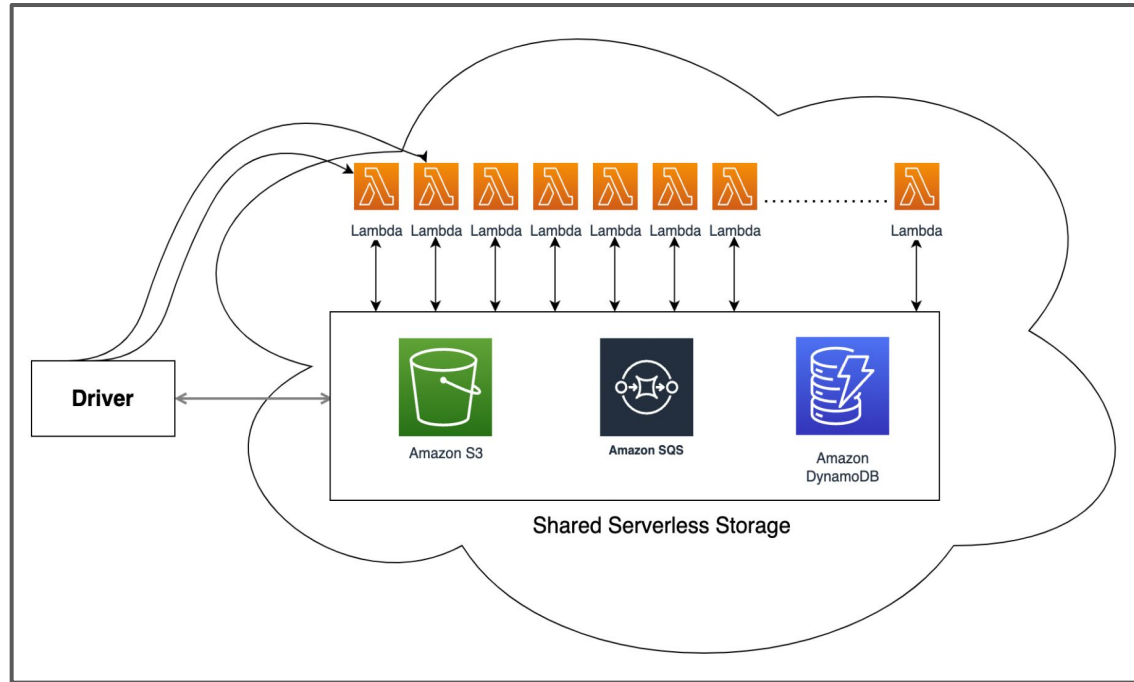 Lambda Lambda Lambda Lambda Lambda Lambda Lambda Lambda
Driver
Amazon S3
Amazon SQS
Amazon
DynamoDB
Shared Serverless Storage